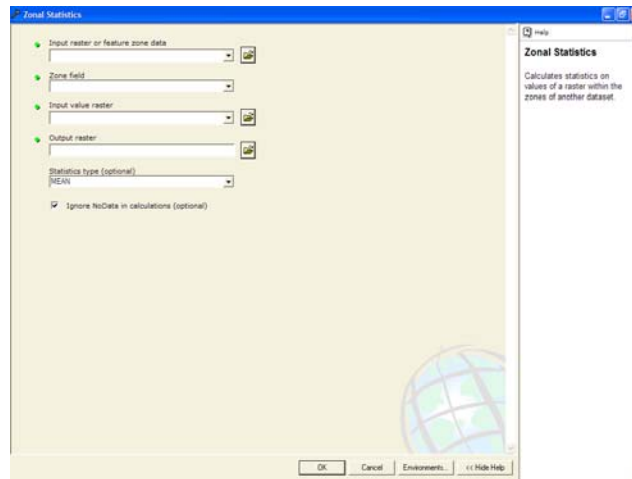 Zonal Statistics
Input raster or feature zone data
Zone field
Input value raster
Output raster
Statistics type (optional)
MEAN
Ignore NoData in calculations (optional)
OK
Cancel
Environments...
<< Hide Help
Help
Zonal Statistics
Calculates statistics on
values of a raster within the
zones of another dataset.